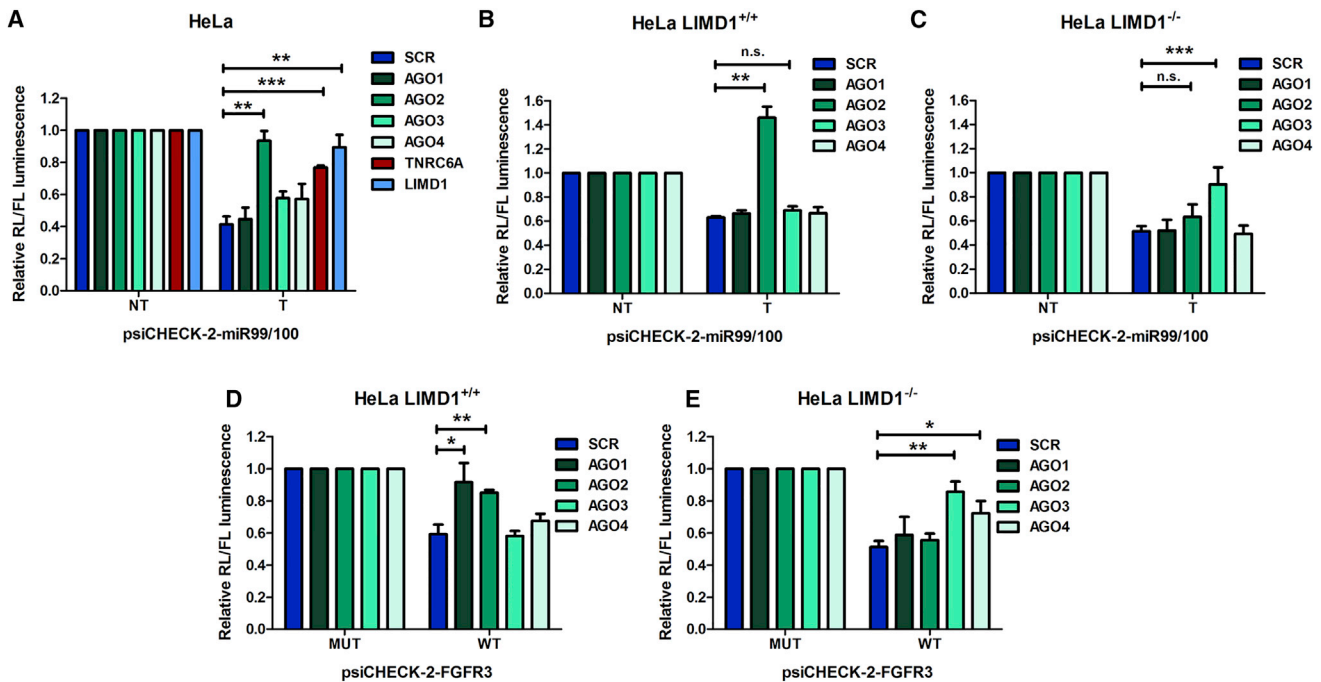 A
HeLa
Relative RL/FL luminescence
1.2
1.0
0.8
0.6
0.4
0.2
0.0
**
***
**
NT
T
psiCHECK-2-miR99/100
SCR
AGO1
AGO2
AGO3
AGO4
TNRC6A
LIMD1
B
HeLa LIMD1+/+
Relative RL/FL luminescence
1.6
1.4
1.2
1.0
0.8
0.6
0.4
0.2
0.0
n.s.
**
NT
T
psiCHECK-2-miR99/100
SCR
AGO1
AGO2
AGO3
AGO4
C
HeLa LIMD1-/-
Relative RL/FL luminescence
1.6
1.4
1.2
1.0
0.8
0.6
0.4
0.2
0.0
***
n.s.
NT
T
psiCHECK-2-miR99/100
SCR
AGO1
AGO2
AGO3
AGO4
D
HeLa LIMD1+/+
Relative RL/FL luminescence
1.2
1.0
0.8
0.6
0.4
0.2
0.0
**
*
MUT
WT
psiCHECK-2-FGFR3
SCR
AGO1
AGO2
AGO3
AGO4
E
HeLa LIMD1-/-
Relative RL/FL luminescence
1.2
1.0
0.8
0.6
0.4
0.2
0.0
*
**
MUT
WT
psiCHECK-2-FGFR3
SCR
AGO1
AGO2
AGO3
AGO4